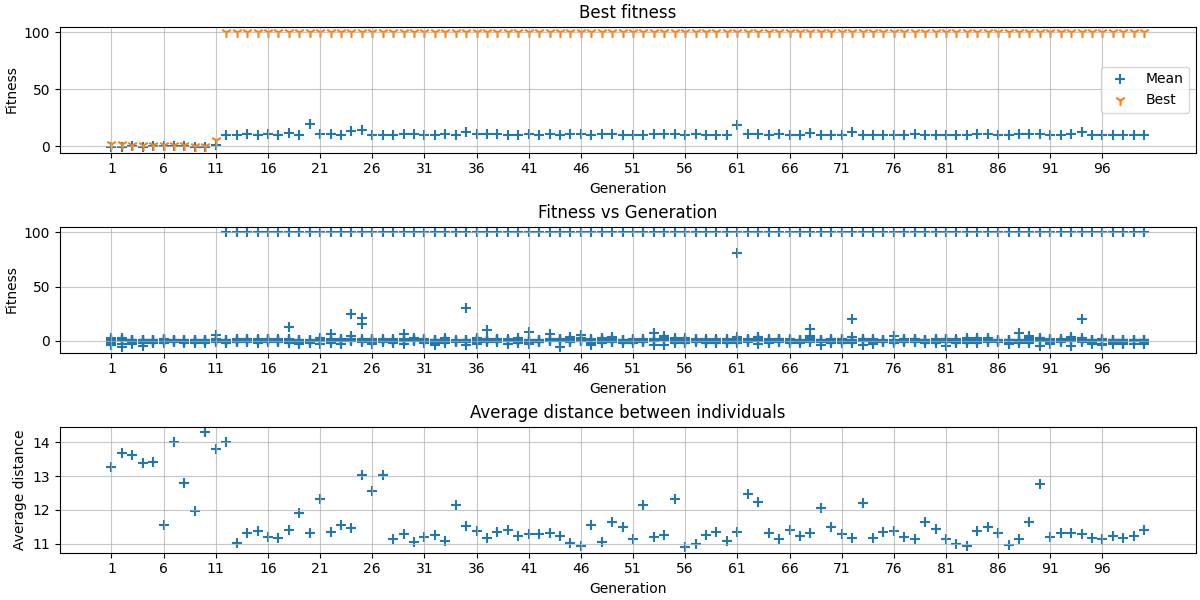 Best fitness
100
50
0
Fitness
Mean
Best
1 6 11 16 21 26 31 36 41 46 51 56 61 66 71 76 81 86 91 96
Generation
Fitness vs Generation
100
50
0
Fitness
1 6 11 16 21 26 31 36 41 46 51 56 61 66 71 76 81 86 91 96
Generation
Average distance between individuals
14
13
12
11
Average distance
1 6 11 16 21 26 31 36 41 46 51 56 61 66 71 76 81 86 91 96
Generation